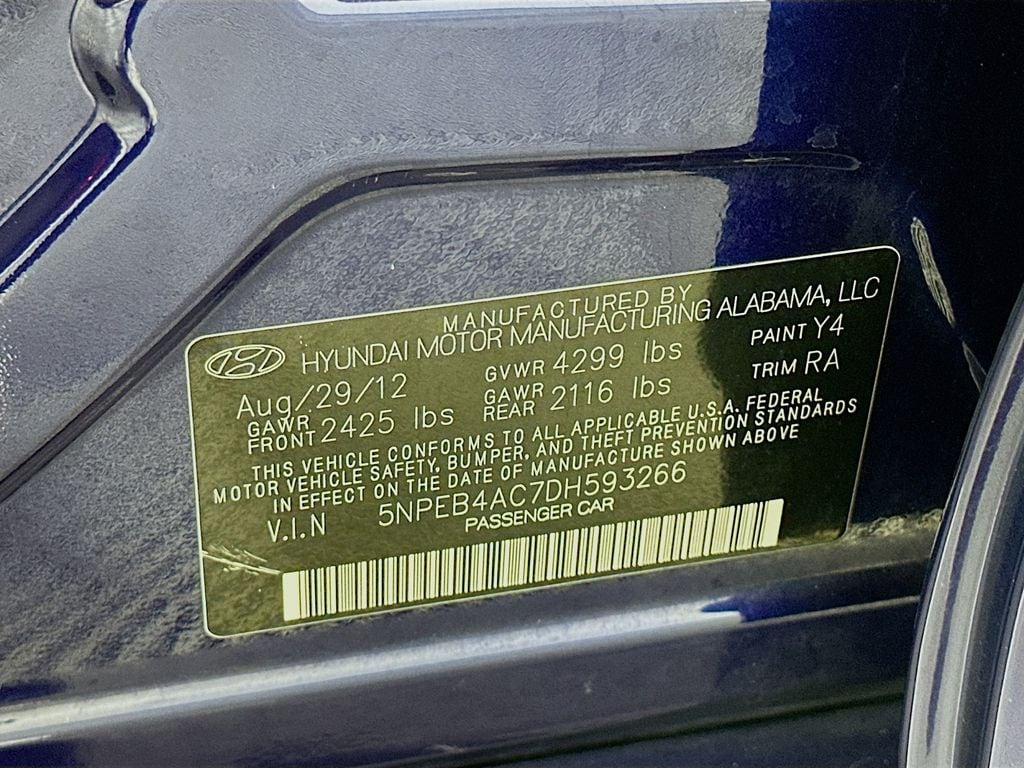 MANUFACTURED BY
HYUNDAI MOTOR MANUFACTURING ALABAMA, LLC
Aug/29/12 GVWR 4299 lbs PAINT Y4
GAWR FRONT 2425 lbs GAWR REAR 2116 lbs TRIM RA
THIS VEHICLE CONFORMS TO ALL APPLICABLE U.S.A. FEDERAL
MOTOR VEHICLE SAFETY, BUMPER, AND THEFT PREVENTION STANDARDS
IN EFFECT ON THE DATE OF MANUFACTURE SHOWN ABOVE
V.I.N 5NPEB4AC7DH593266
PASSENGER CAR